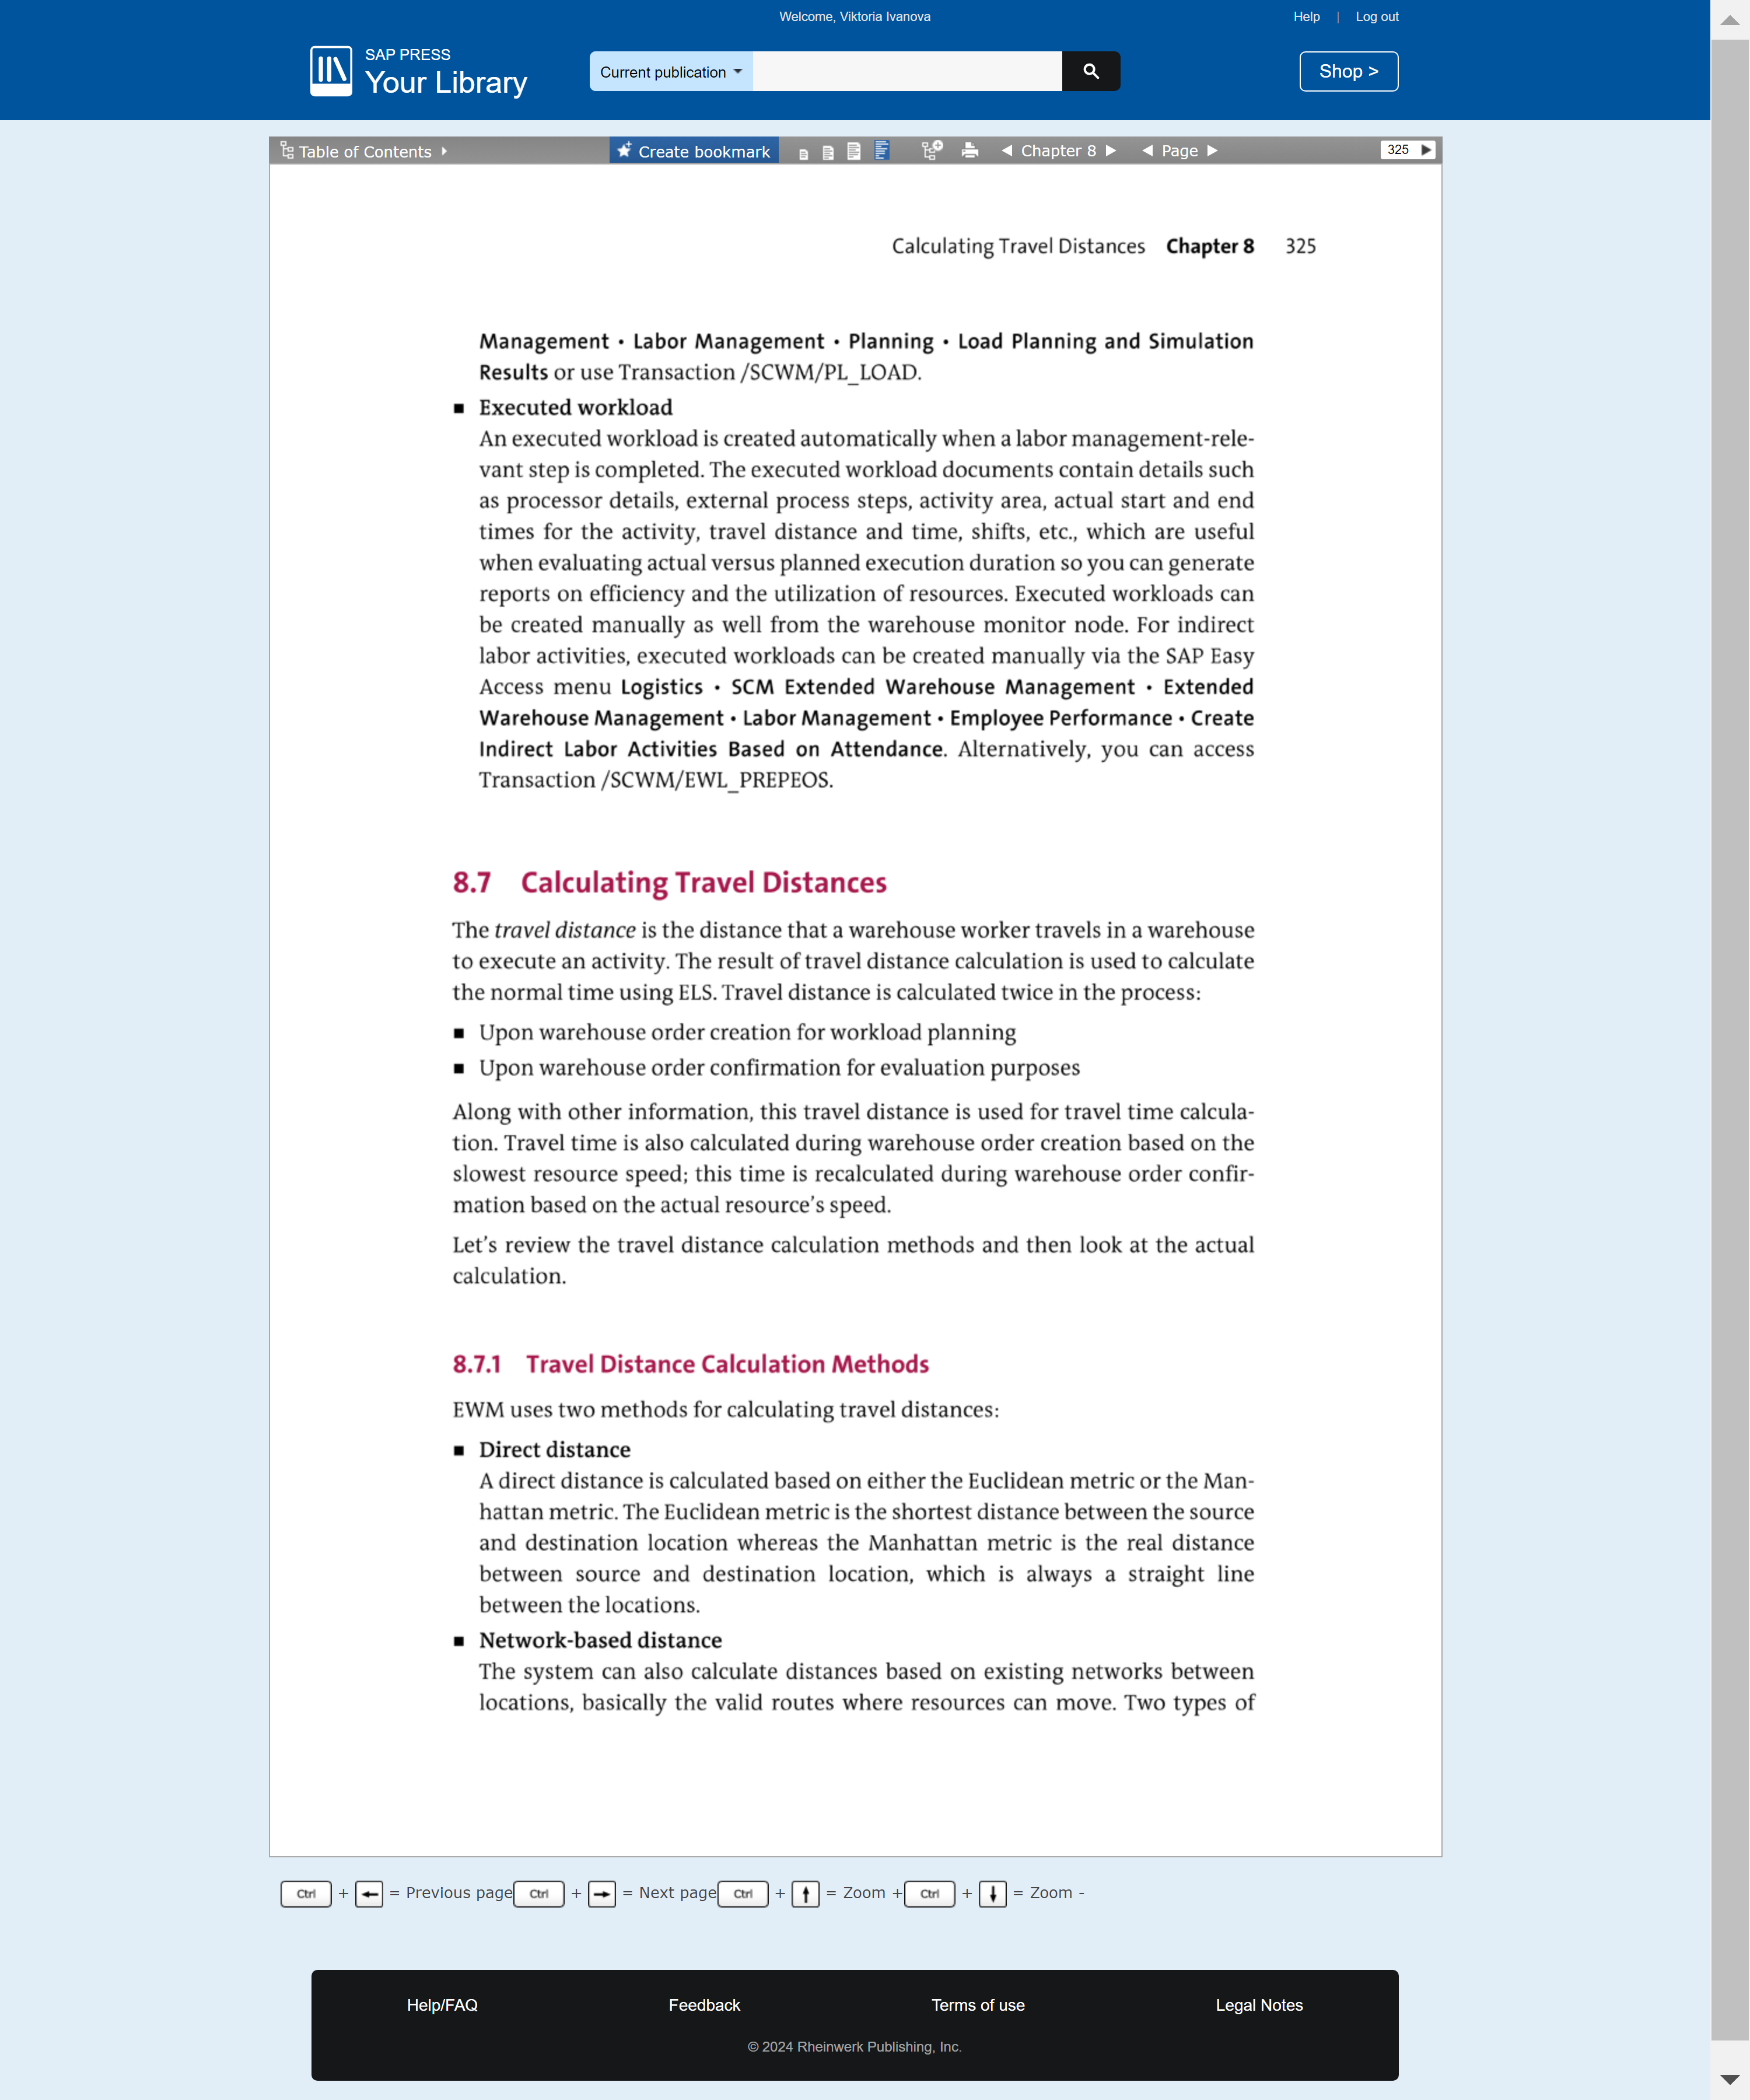 Welcome, Viktoria Ivanova
Help | Log out
SAP PRESS
Your Library
Current publication
Shop >
Table of Contents
Create bookmark
Chapter 8
Page
325
Calculating Travel Distances Chapter 8 325
Management • Labor Management • Planning • Load Planning and Simulation
Results or use Transaction /SCWM/PL_LOAD.
■ Executed workload
An executed workload is created automatically when a labor management-rele-
vant step is completed. The executed workload documents contain details such
as processor details, external process steps, activity area, actual start and end
times for the activity, travel distance and time, shifts, etc., which are useful
when evaluating actual versus planned execution duration so you can generate
reports on efficiency and the utilization of resources. Executed workloads can
be created manually as well from the warehouse monitor node. For indirect
labor activities, executed workloads can be created manually via the SAP Easy
Access menu Logistics • SCM Extended Warehouse Management • Extended
Warehouse Management • Labor Management • Employee Performance • Create
Indirect Labor Activities Based on Attendance. Alternatively, you can access
Transaction /SCWM/EWL_PREPEOS.
8.7 Calculating Travel Distances
The travel distance is the distance that a warehouse worker travels in a warehouse
to execute an activity. The result of travel distance calculation is used to calculate
the normal time using ELS. Travel distance is calculated twice in the process:
■ Upon warehouse order creation for workload planning
■ Upon warehouse order confirmation for evaluation purposes
Along with other information, this travel distance is used for travel time calcula-
tion. Travel time is also calculated during warehouse order creation based on the
slowest resource speed; this time is recalculated during warehouse order confir-
mation based on the actual resource's speed.
Let's review the travel distance calculation methods and then look at the actual
calculation.
8.7.1 Travel Distance Calculation Methods
EWM uses two methods for calculating travel distances:
■ Direct distance
A direct distance is calculated based on either the Euclidean metric or the Man-
hattan metric. The Euclidean metric is the shortest distance between the source
and destination location whereas the Manhattan metric is the real distance
between source and destination location, which is always a straight line
between the locations.
■ Network-based distance
The system can also calculate distances based on existing networks between
locations, basically the valid routes where resources can move. Two types of
Ctrl + ← = Previous page Ctrl + → = Next page Ctrl + ↑ = Zoom + Ctrl + ↓ = Zoom -
Help/FAQ Feedback Terms of use Legal Notes
© 2024 Rheinwerk Publishing, Inc.